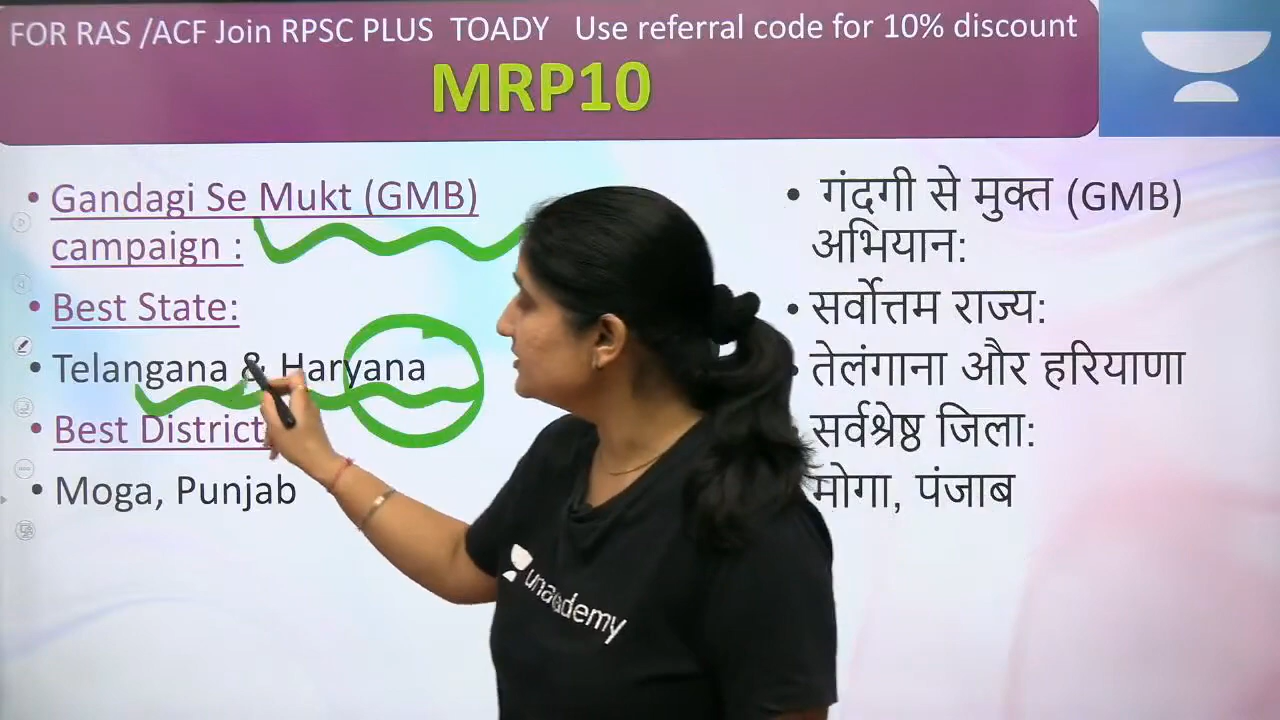 FOR RAS /ACF Join RPSC PLUS TOADY Use referral code for 10% discount
MRP10
• Gandagi Se Mukt (GMB)
campaign :
• Best State:
• Telangana & Haryana
• Best District
• Moga, Punjab
• गंदगी से मुक्त (GMB)
अभियान:
• सर्वोत्तम राज्य:
• तेलंगाना और हरियाणा
सर्वश्रेष्ठ जिला:
मोगा, पंजाब
unacademy